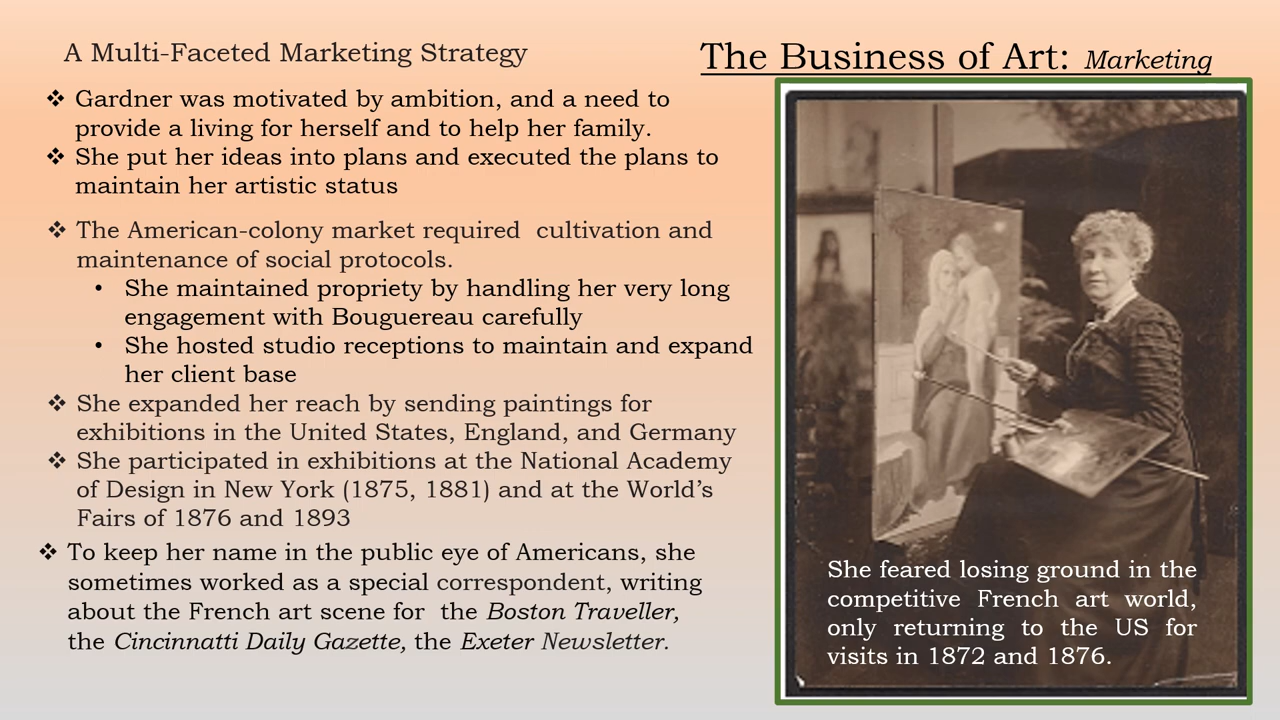 A Multi-Faceted Marketing Strategy
The Business of Art: Marketing
❖ Gardner was motivated by ambition, and a need to
provide a living for herself and to help her family.
❖ She put her ideas into plans and executed the plans to
maintain her artistic status
❖ The American-colony market required cultivation and
maintenance of social protocols.
• She maintained propriety by handling her very long
engagement with Bouguereau carefully
• She hosted studio receptions to maintain and expand
her client base
❖ She expanded her reach by sending paintings for
exhibitions in the United States, England, and Germany
❖ She participated in exhibitions at the National Academy
of Design in New York (1875, 1881) and at the World’s
Fairs of 1876 and 1893
❖ To keep her name in the public eye of Americans, she
sometimes worked as a special correspondent, writing
about the French art scene for the Boston Traveller,
the Cincinnatti Daily Gazette, the Exeter Newsletter.
She feared losing ground in the
competitive French art world,
only returning to the US for
visits in 1872 and 1876.